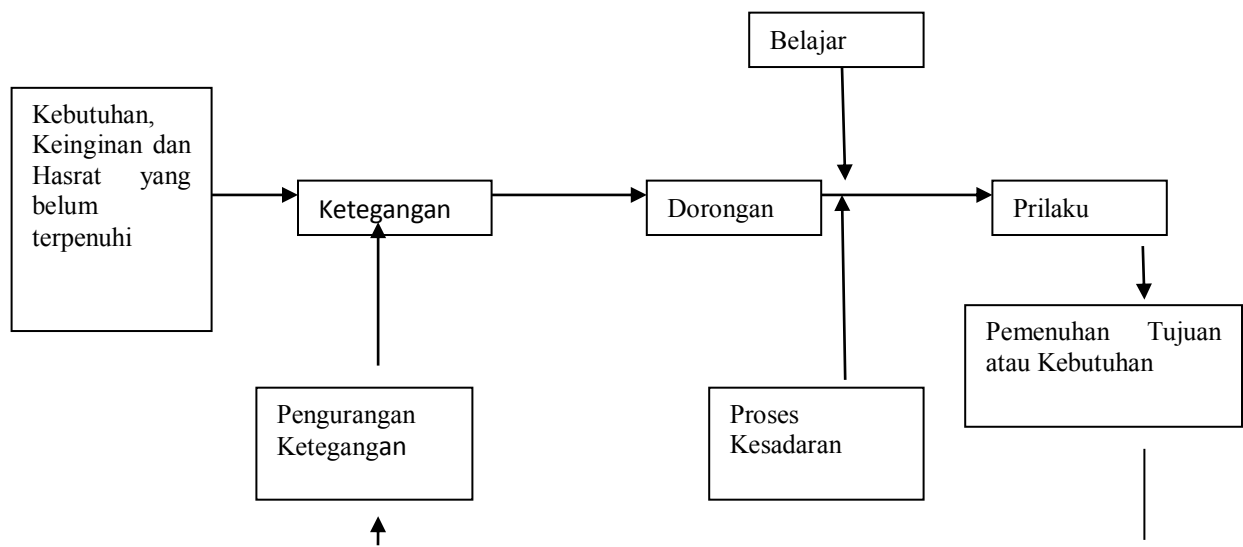 Belajar
Kebutuhan,
Keinginan dan
Hasrat yang
belum
terpenuhi
Ketegangan
Dorongan
Prilaku
Pemenuhan Tujuan
atau Kebutuhan
Pengurangan
Ketegangan
Proses
Kesadaran